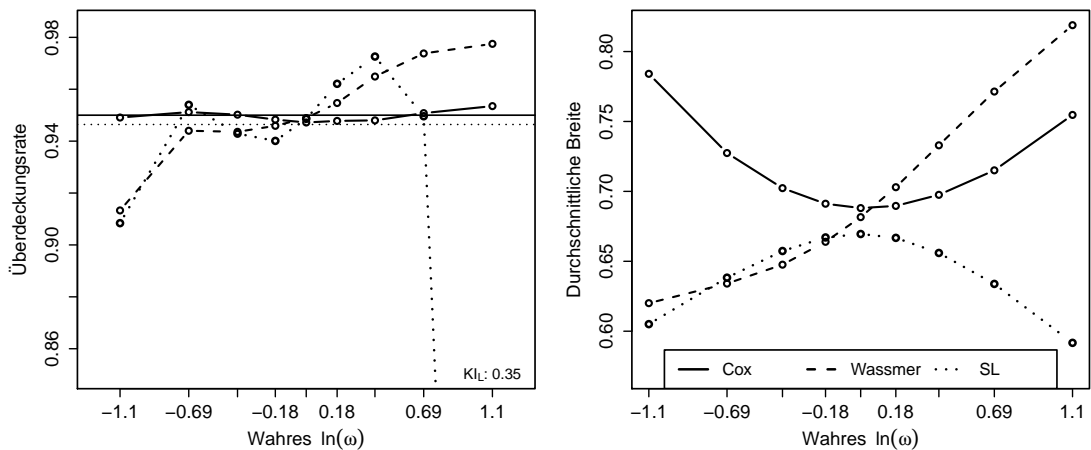 Überdeckungsrate
0.98
0.94
0.90
0.86
KIL: 0.35
−1.1 −0.69 −0.18 0.18 0.69 1.1
Wahres ln(ω)
Durchschnittliche Breite
0.80
0.75
0.70
0.65
0.60
Cox Wassmer SL
−1.1 −0.69 −0.18 0.18 0.69 1.1
Wahres ln(ω)